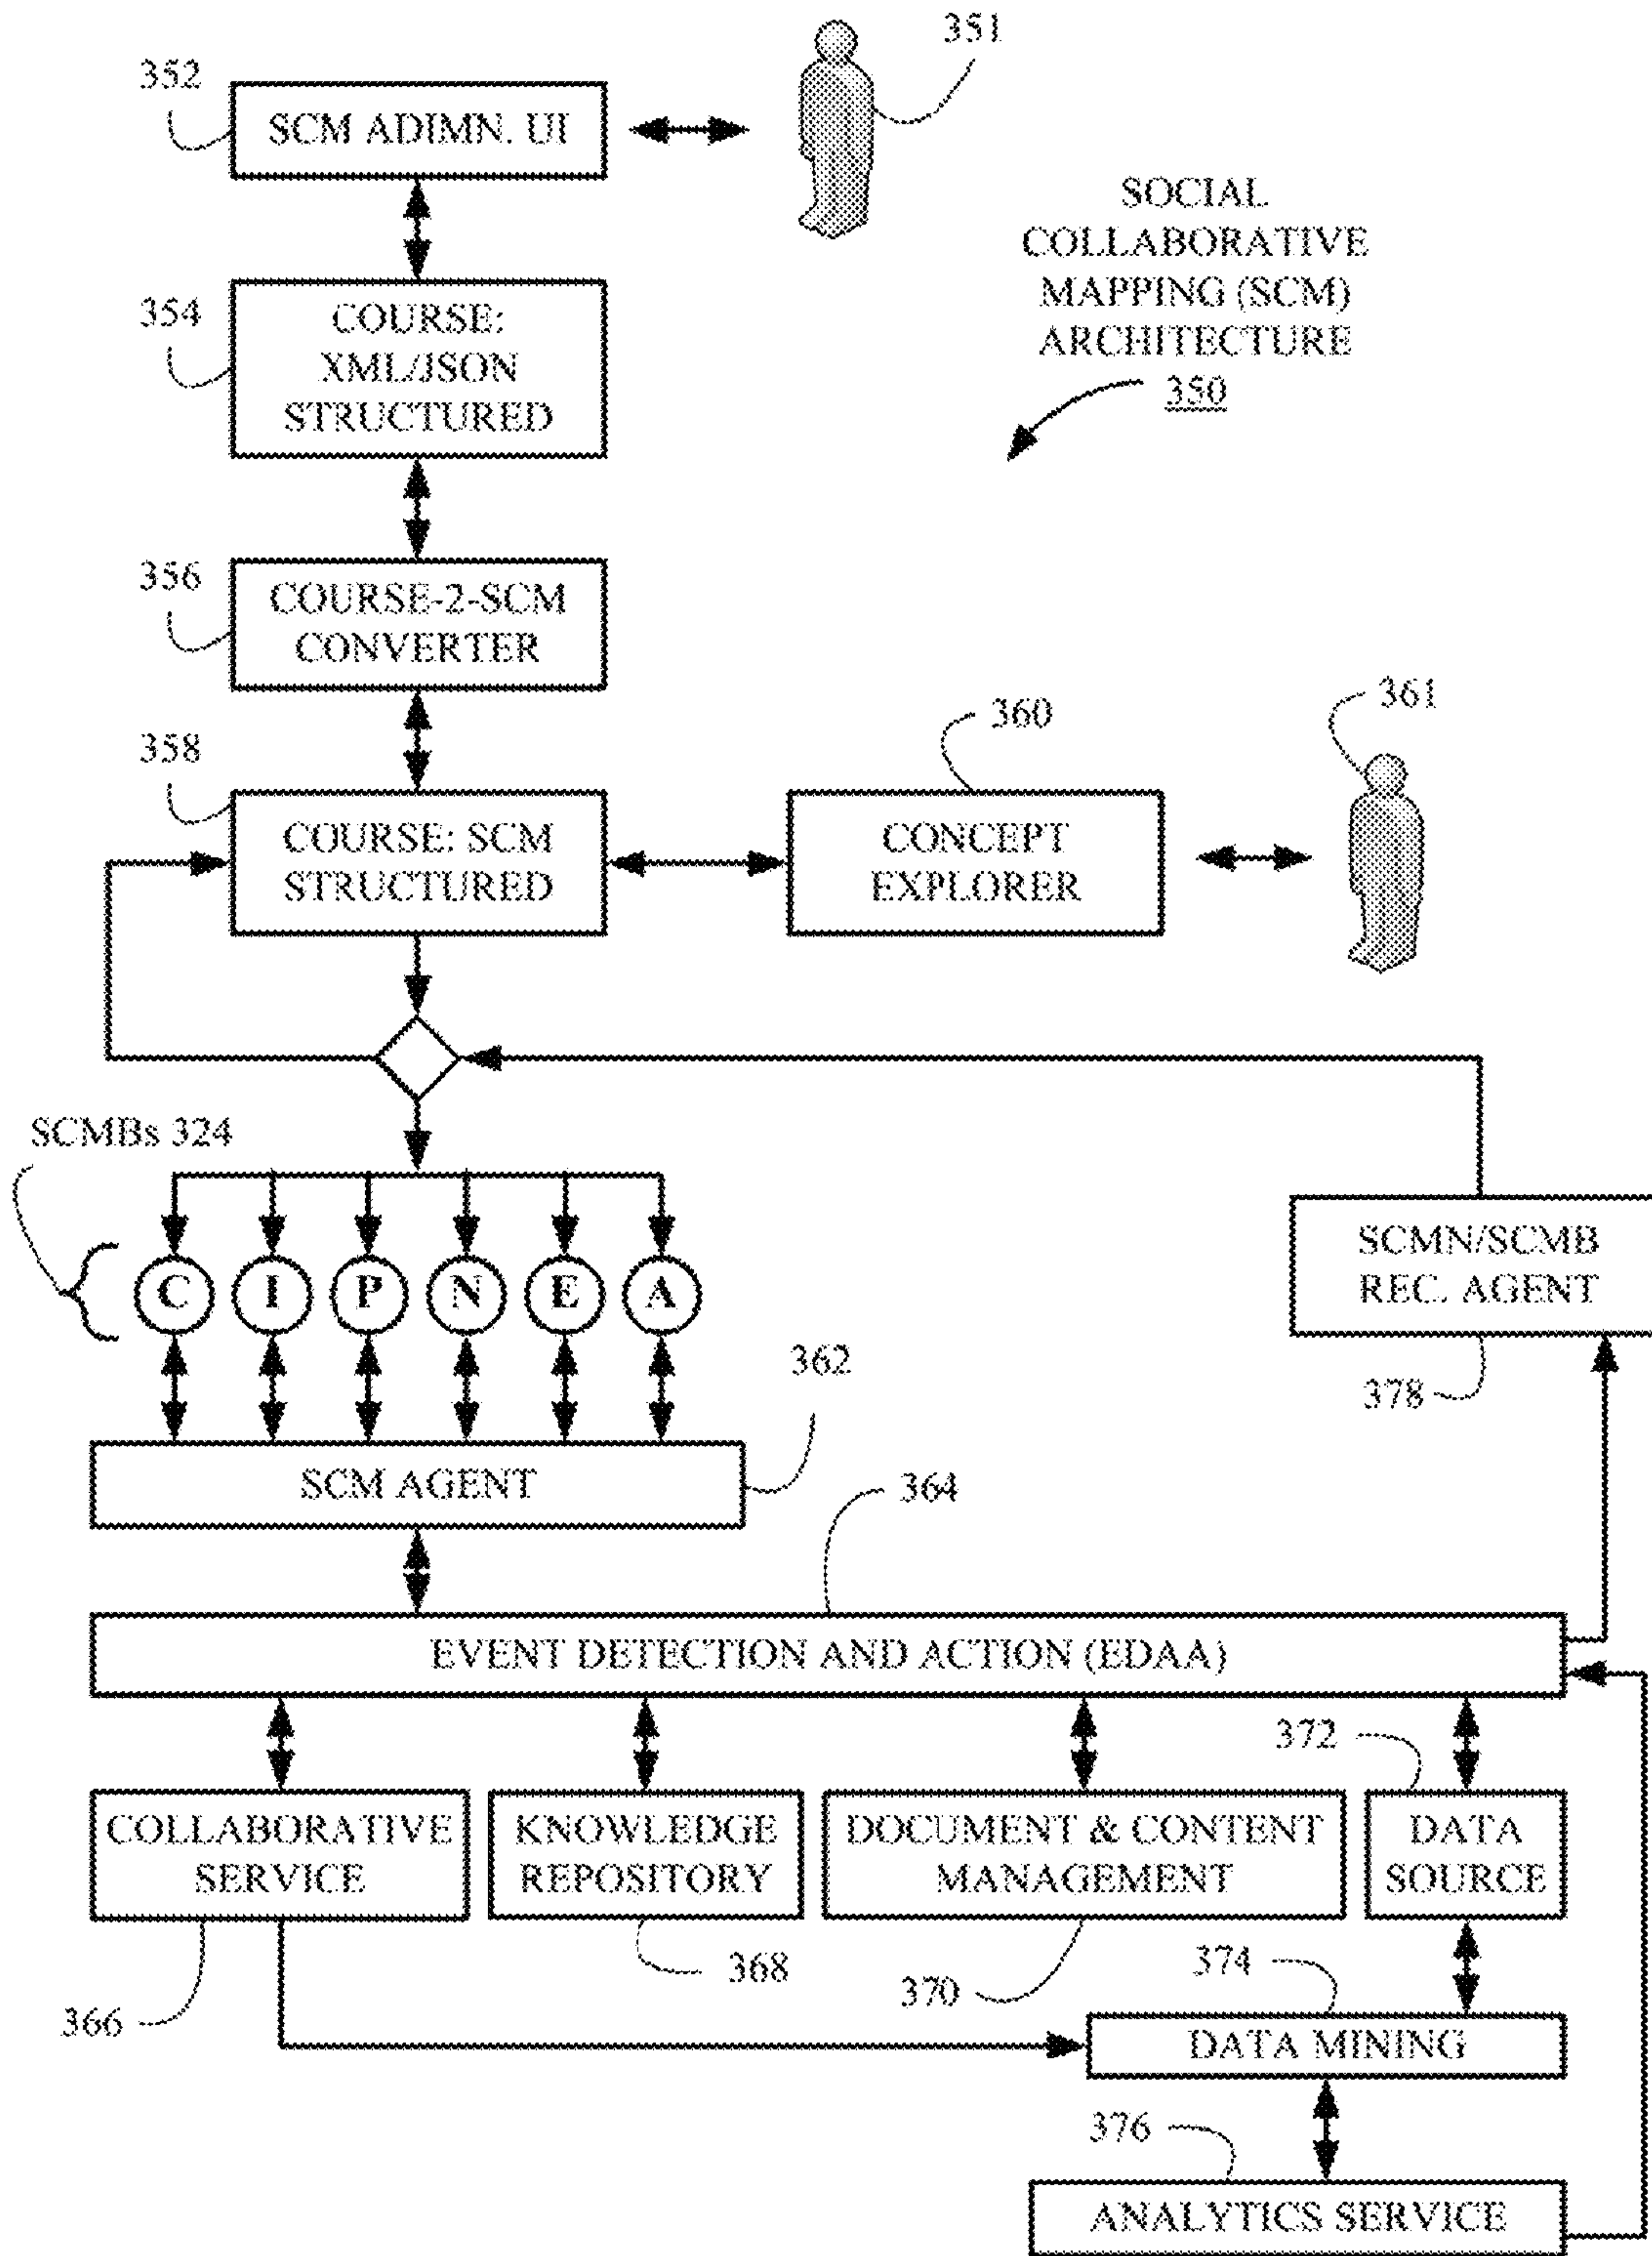 351
352
SCM ADIMN. UI
SOCIAL
COLLABORATIVE
MAPPING (SCM)
ARCHITECTURE
350
354
COURSE:
XML/JSON
STRUCTURED
356
COURSE-2-SCM
CONVERTER
358
COURSE: SCM
STRUCTURED
360
CONCEPT
EXPLORER
361
SCMBs 324
C I P N E A
SCMN/SCMB
REC. AGENT
378
362
SCM AGENT
364
EVENT DETECTION AND ACTION (EDAA)
372
COLLABORATIVE
SERVICE
KNOWLEDGE
REPOSITORY
DOCUMENT & CONTENT
MANAGEMENT
DATA
SOURCE
366
368
370
374
DATA MINING
376
ANALYTICS SERVICE